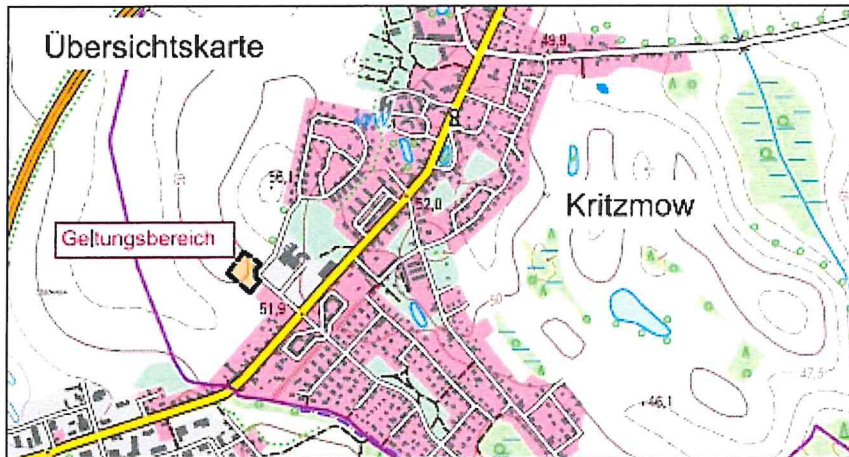 Übersichtskarte
49,9
56,1
Kritzmow
52,0
Geltungsbereich
51,9
50
46,1
47,5